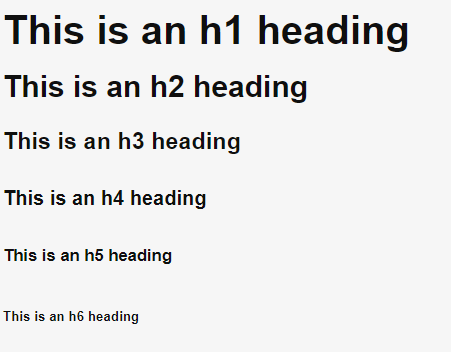 This is an h1 heading
This is an h2 heading
This is an h3 heading
This is an h4 heading
This is an h5 heading
This is an h6 heading